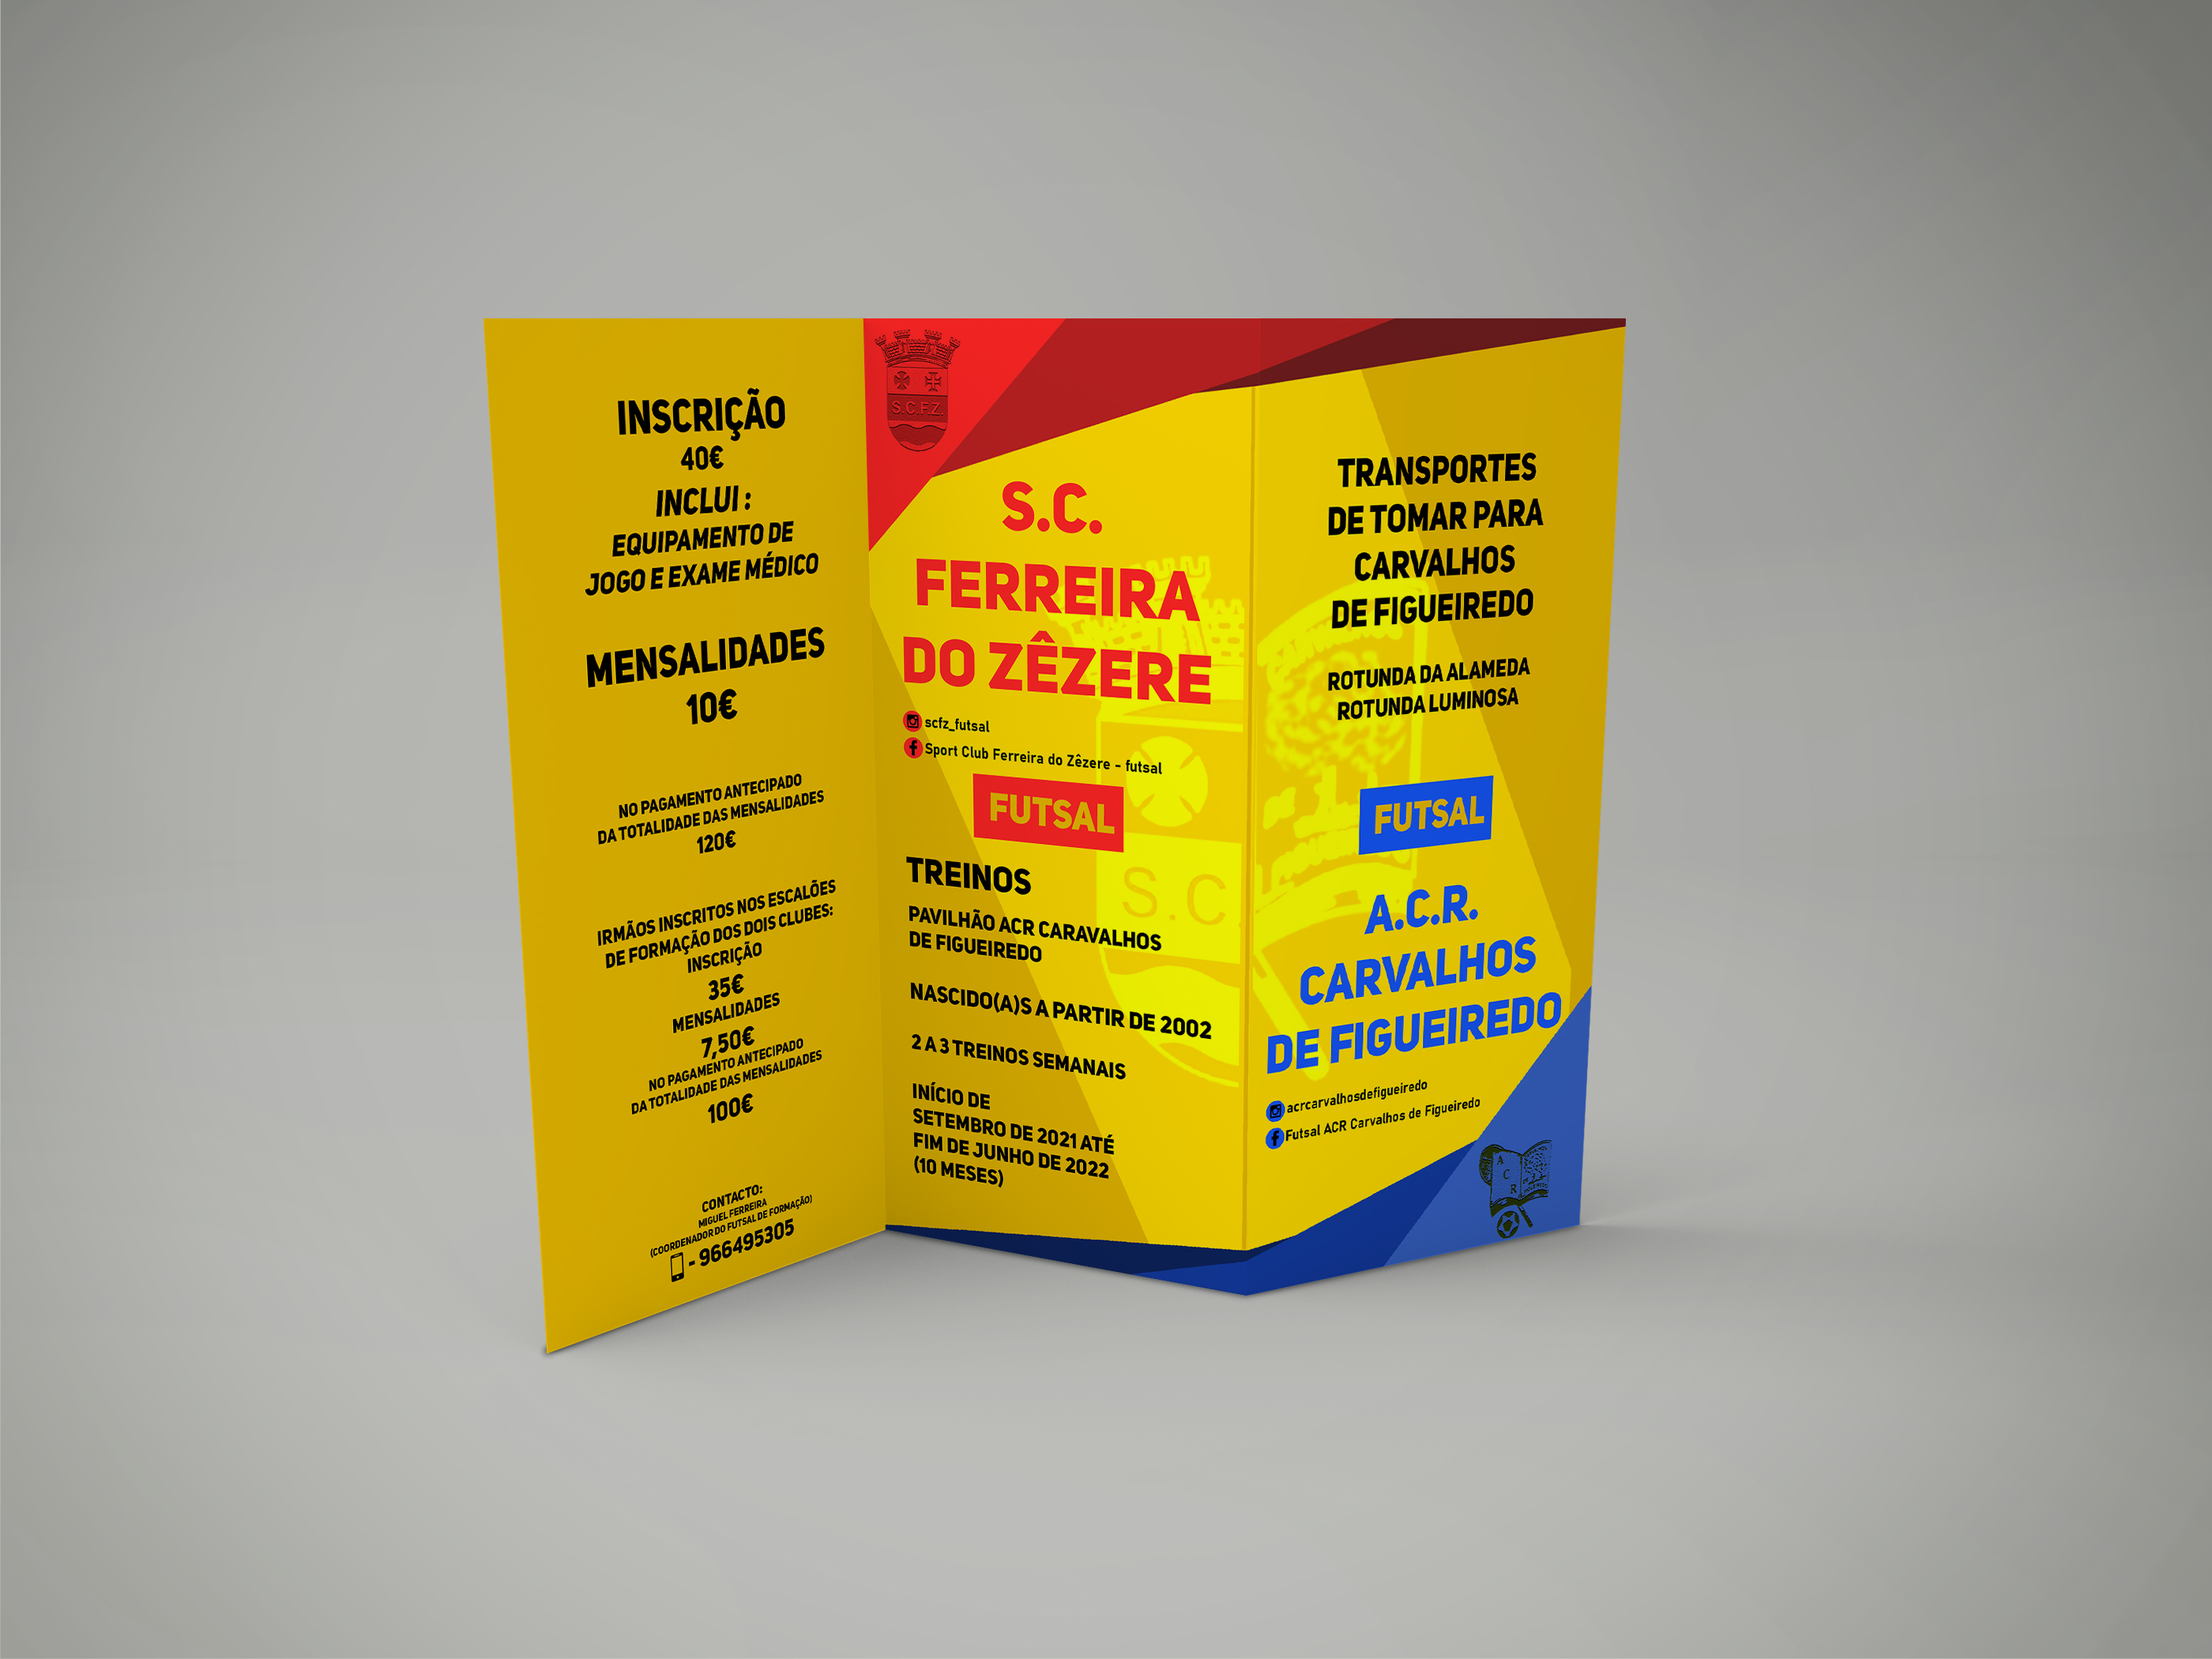 INSCRIÇÃO
40€
INCLUI :
EQUIPAMENTO DE
JOGO E EXAME MÉDICO
MENSALIDADES
10€
NO PAGAMENTO ANTECIPADO
DA TOTALIDADE DAS MENSALIDADES
120€
IRMÃOS INSCRITOS NOS ESCALÕES
DE FORMAÇÃO DOS DOIS CLUBES:
INSCRIÇÃO
35€
MENSALIDADES
7,50€
NO PAGAMENTO ANTECIPADO
DA TOTALIDADE DAS MENSALIDADES
100€
CONTACTO:
MIGUEL FERREIRA
(COORDENADOR DO FUTSAL DE FORMAÇÃO)
- 966495305
S.C.F.Z.
S.C.
FERREIRA
DO ZÊZERE
scfz_futsal
Sport Club Ferreira do Zêzere - futsal
FUTSAL
S.C
TREINOS
PAVILHÃO ACR CARAVALHOS
DE FIGUEIREDO
NASCIDO(A)S A PARTIR DE 2002
2 A 3 TREINOS SEMANAIS
INÍCIO DE
SETEMBRO DE 2021 ATÉ
FIM DE JUNHO DE 2022
(10 MESES)
TRANSPORTES
DE TOMAR PARA
CARVALHOS
DE FIGUEIREDO
ROTUNDA DA ALAMEDA
ROTUNDA LUMINOSA
FUTSAL
A.C.R.
CARVALHOS
DE FIGUEIREDO
acrcarvalhosdefigueiredo
Futsal ACR Carvalhos de Figueiredo
A
C
R